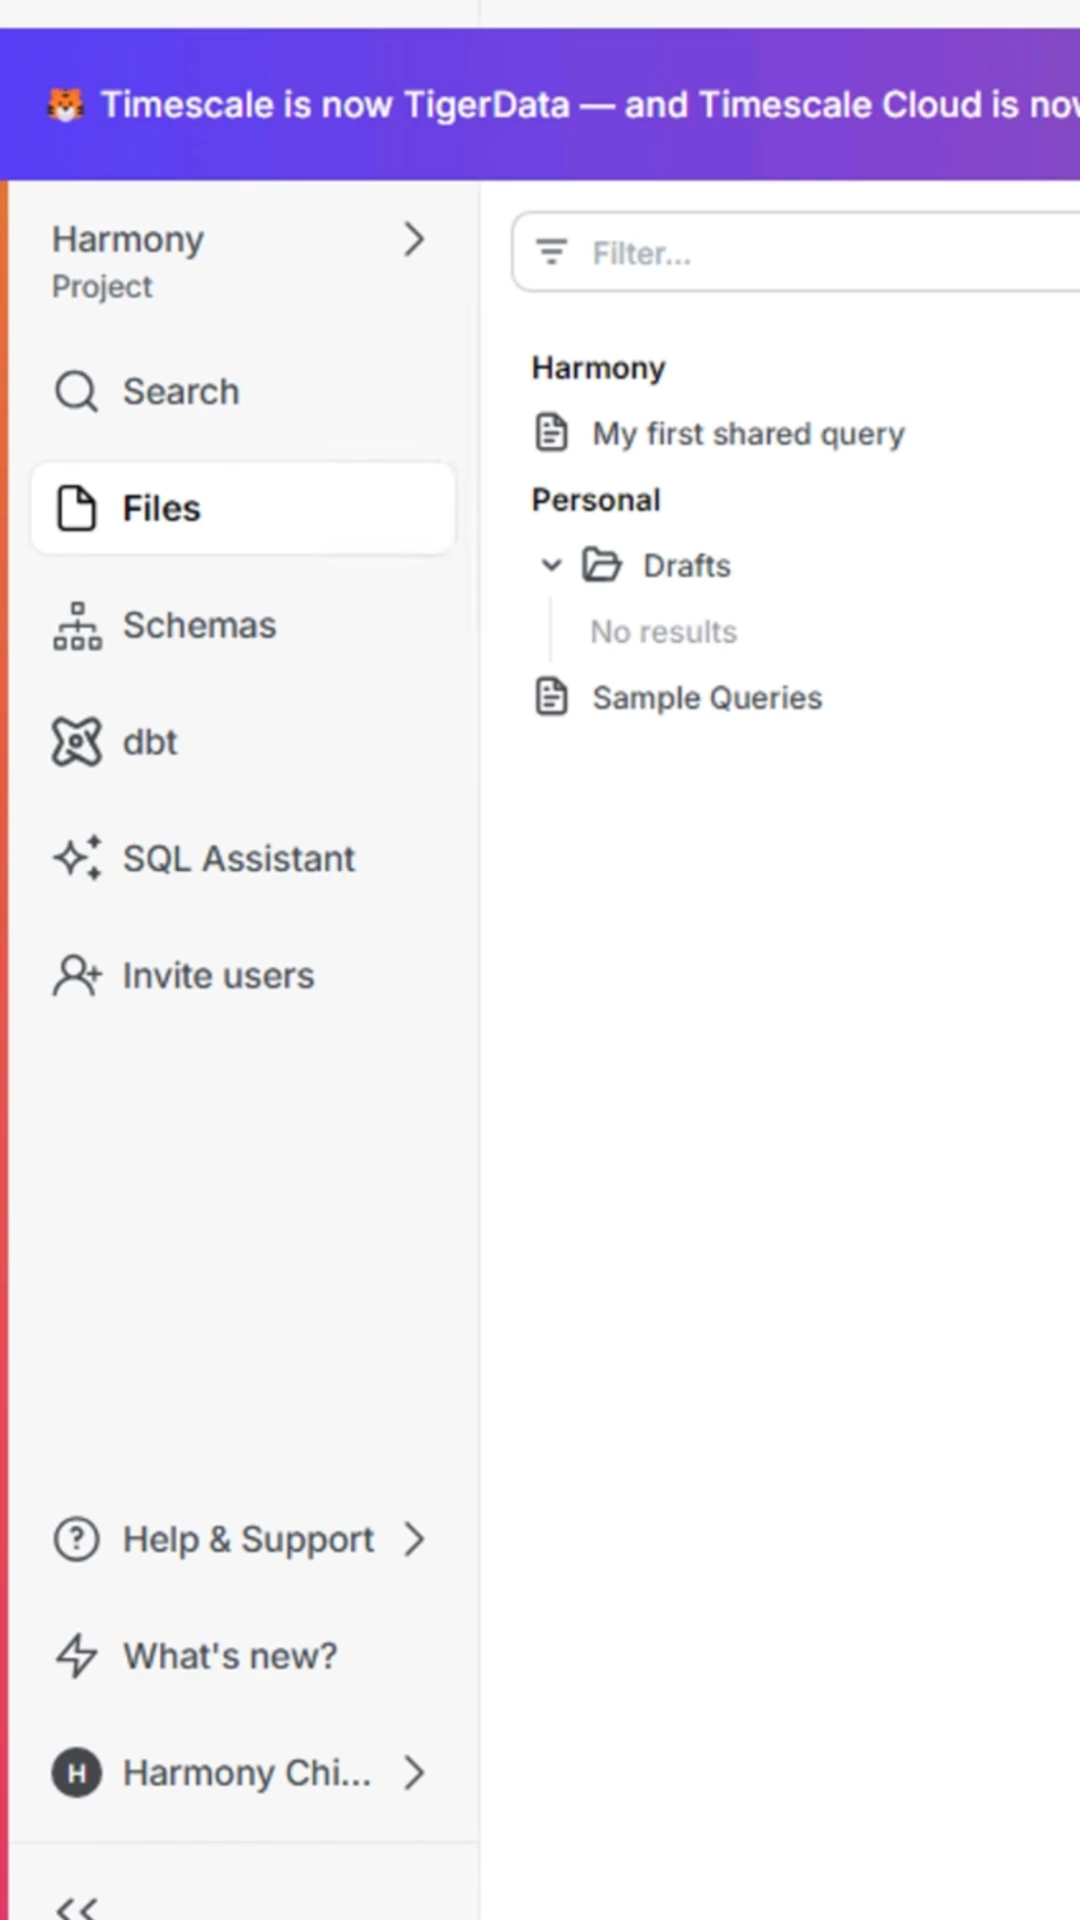 Timescale is now TigerData — and Timescale Cloud is
Harmony
Project
Search
Files
Schemas
dbt
SQL Assistant
Invite users
Help & Support
What's new?
H
Harmony Chi...
Filter...
Harmony
My first shared query
Personal
Drafts
No results
Sample Queries